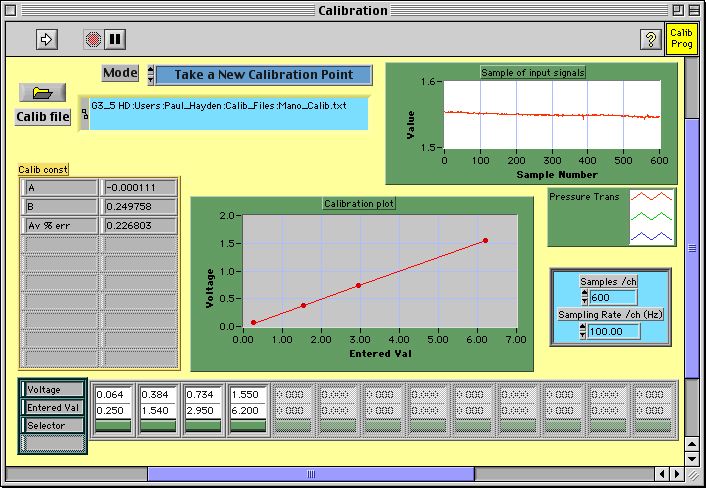 Calibration
?
Calib
Prog
Mode
Take a New Calibration Point
Calib file
G3_5 HD:Users:Paul_Hayden:Calib_Files:Mano_Calib.txt
Sample of input signals
Value
1.6
1.5
0 100 200 300 400 500 600
Sample Number
Pressure Trans
Calib const
A -0.000111
B 0.249758
Av % err 0.226803
Calibration plot
Voltage
2.0
1.5
1.0
0.5
0.0
0.00 1.00 2.00 3.00 4.00 5.00 6.00 7.00
Entered Val
Samples /ch
600
Sampling Rate /ch (Hz)
100.00
Voltage 0.064 0.384 0.734 1.550 0.000 0.000 0.000 0.000 0.000 0.000 0.000 0.000 0.000
Entered Val 0.250 1.540 2.950 6.200 0.000 0.000 0.000 0.000 0.000 0.000 0.000 0.000 0.000
Selector